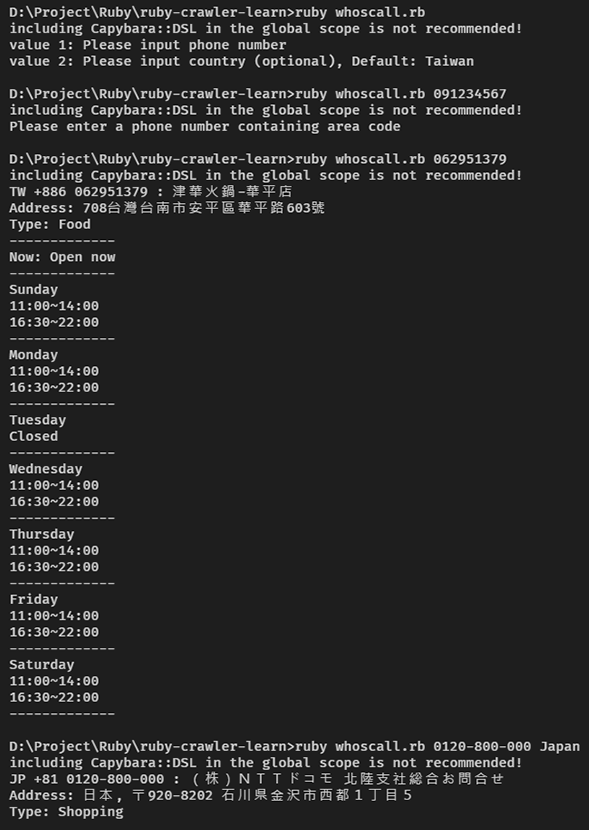 D:\Project\Ruby\ruby-crawler-learn>ruby whoscall.rb
including Capybara::DSL in the global scope is not recommended!
value 1: Please input phone number
value 2: Please input country (optional), Default: Taiwan
D:\Project\Ruby\ruby-crawler-learn>ruby whoscall.rb 091234567
including Capybara::DSL in the global scope is not recommended!
Please enter a phone number containing area code
D:\Project\Ruby\ruby-crawler-learn>ruby whoscall.rb 062951379
including Capybara::DSL in the global scope is not recommended!
TW +886 062951379 : 津華火鍋-華平店
Address: 708台灣台南市安平區華平路603號
Type: Food
-------------
Now: Open now
-------------
Sunday
11:00~14:00
16:30~22:00
-------------
Monday
11:00~14:00
16:30~22:00
-------------
Tuesday
Closed
-------------
Wednesday
11:00~14:00
16:30~22:00
-------------
Thursday
11:00~14:00
16:30~22:00
-------------
Friday
11:00~14:00
16:30~22:00
-------------
Saturday
11:00~14:00
16:30~22:00
-------------
D:\Project\Ruby\ruby-crawler-learn>ruby whoscall.rb 0120-800-000 Japan
including Capybara::DSL in the global scope is not recommended!
JP +81 0120-800-000 : （株）ＮＴＴドコモ 北陸支社総合お問合せ
Address: 日本, 〒920-8202 石川県金沢市西都１丁目５
Type: Shopping